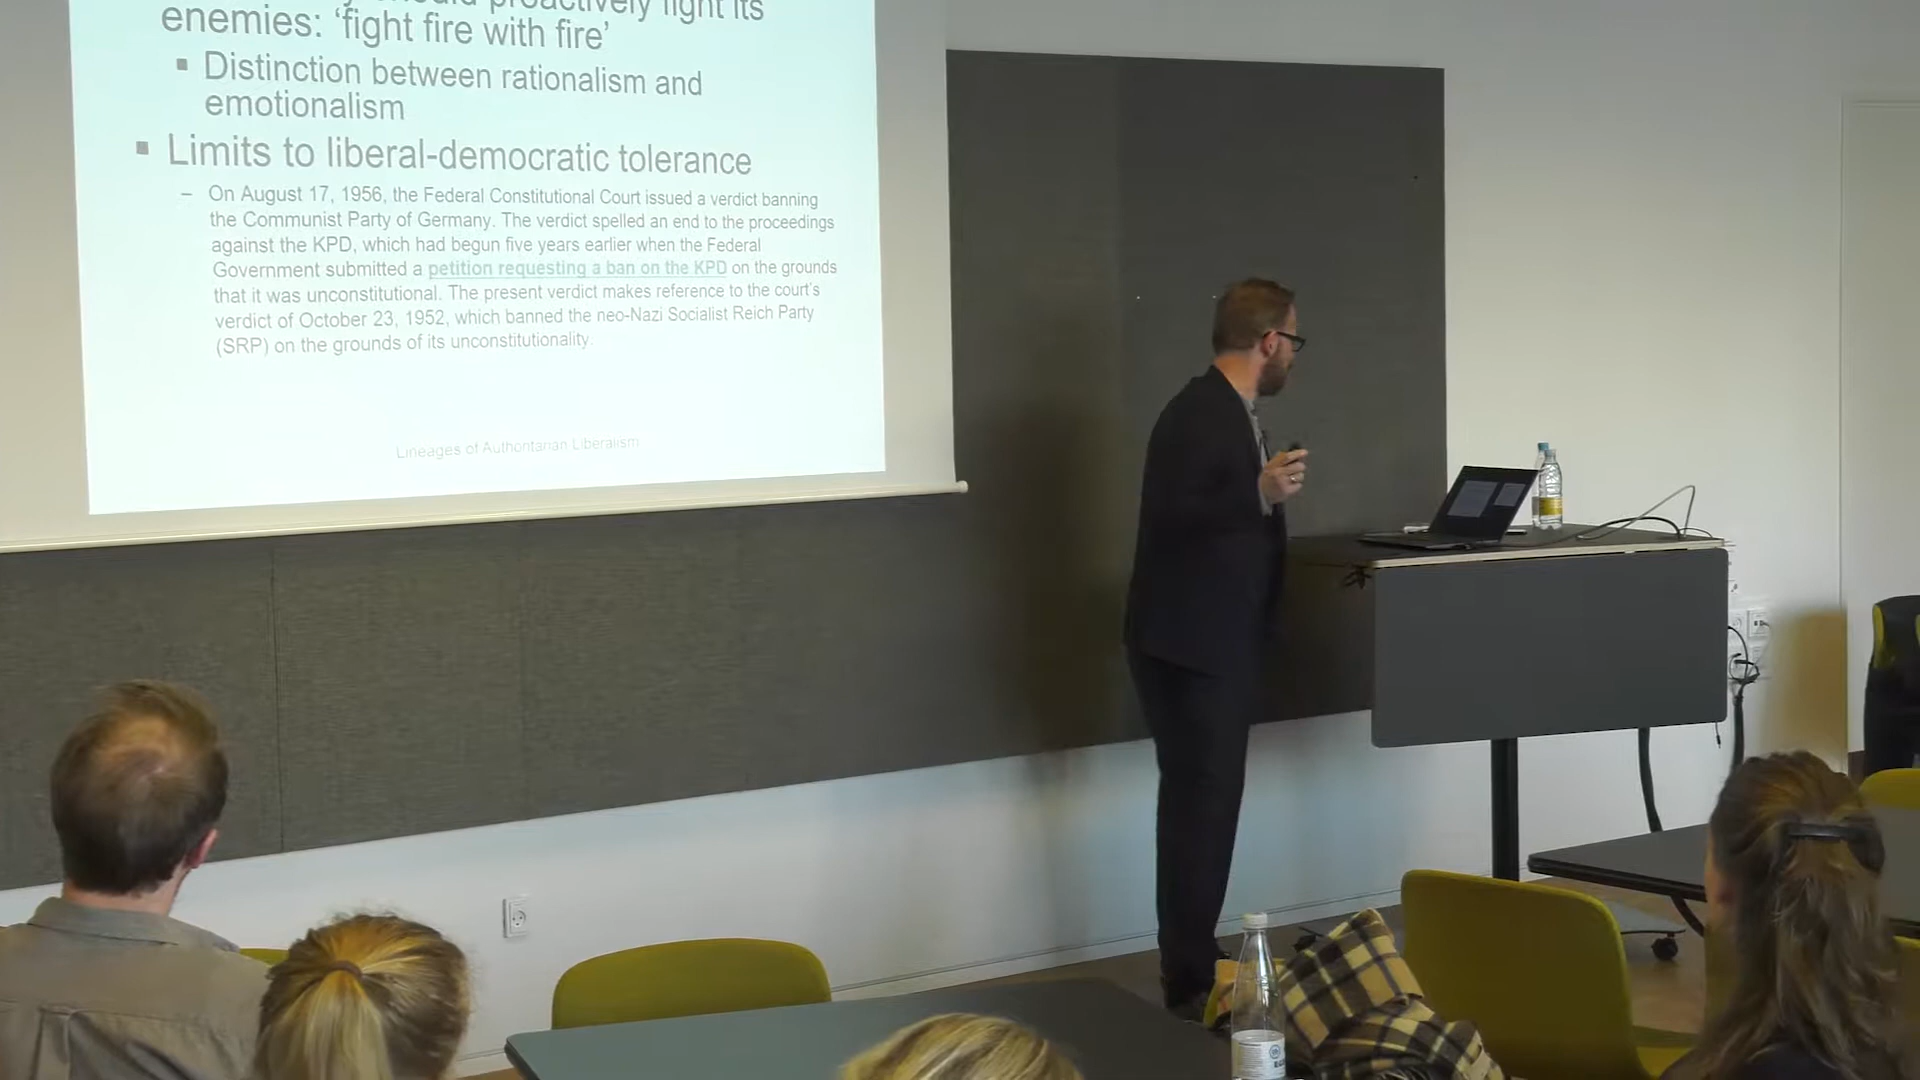 should proactively fight its
enemies: ‘fight fire with fire’
▪ Distinction between rationalism and
emotionalism
▪ Limits to liberal-democratic tolerance
– On August 17, 1956, the Federal Constitutional Court issued a verdict banning
the Communist Party of Germany. The verdict spelled an end to the proceedings
against the KPD, which had begun five years earlier when the Federal
Government submitted a petition requesting a ban on the KPD on the grounds
that it was unconstitutional. The present verdict makes reference to the court's
verdict of October 23, 1952, which banned the neo-Nazi Socialist Reich Party
(SRP) on the grounds of its unconstitutionality.
Lineages of Authoritarian Liberalism